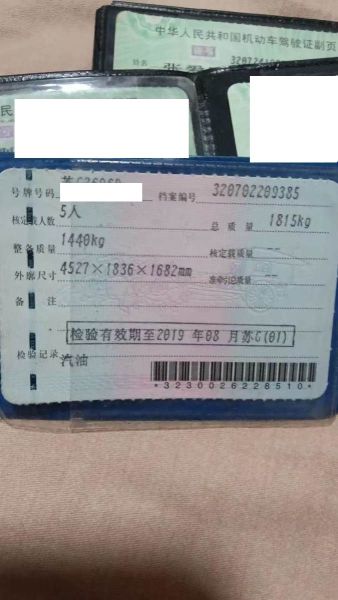 中华人民共和国机动车驾驶证副页
姓名
号牌号码
档案编号 320702209385
核定载人数 5人 总质量 1815kg
整备质量 1440kg 核定载质量 --
外廓尺寸 4527×1836×1682mm 准牵引总质量 --
备注
检验有效期至2019年08月苏G(01)
检验记录
汽油
*3230026228510*